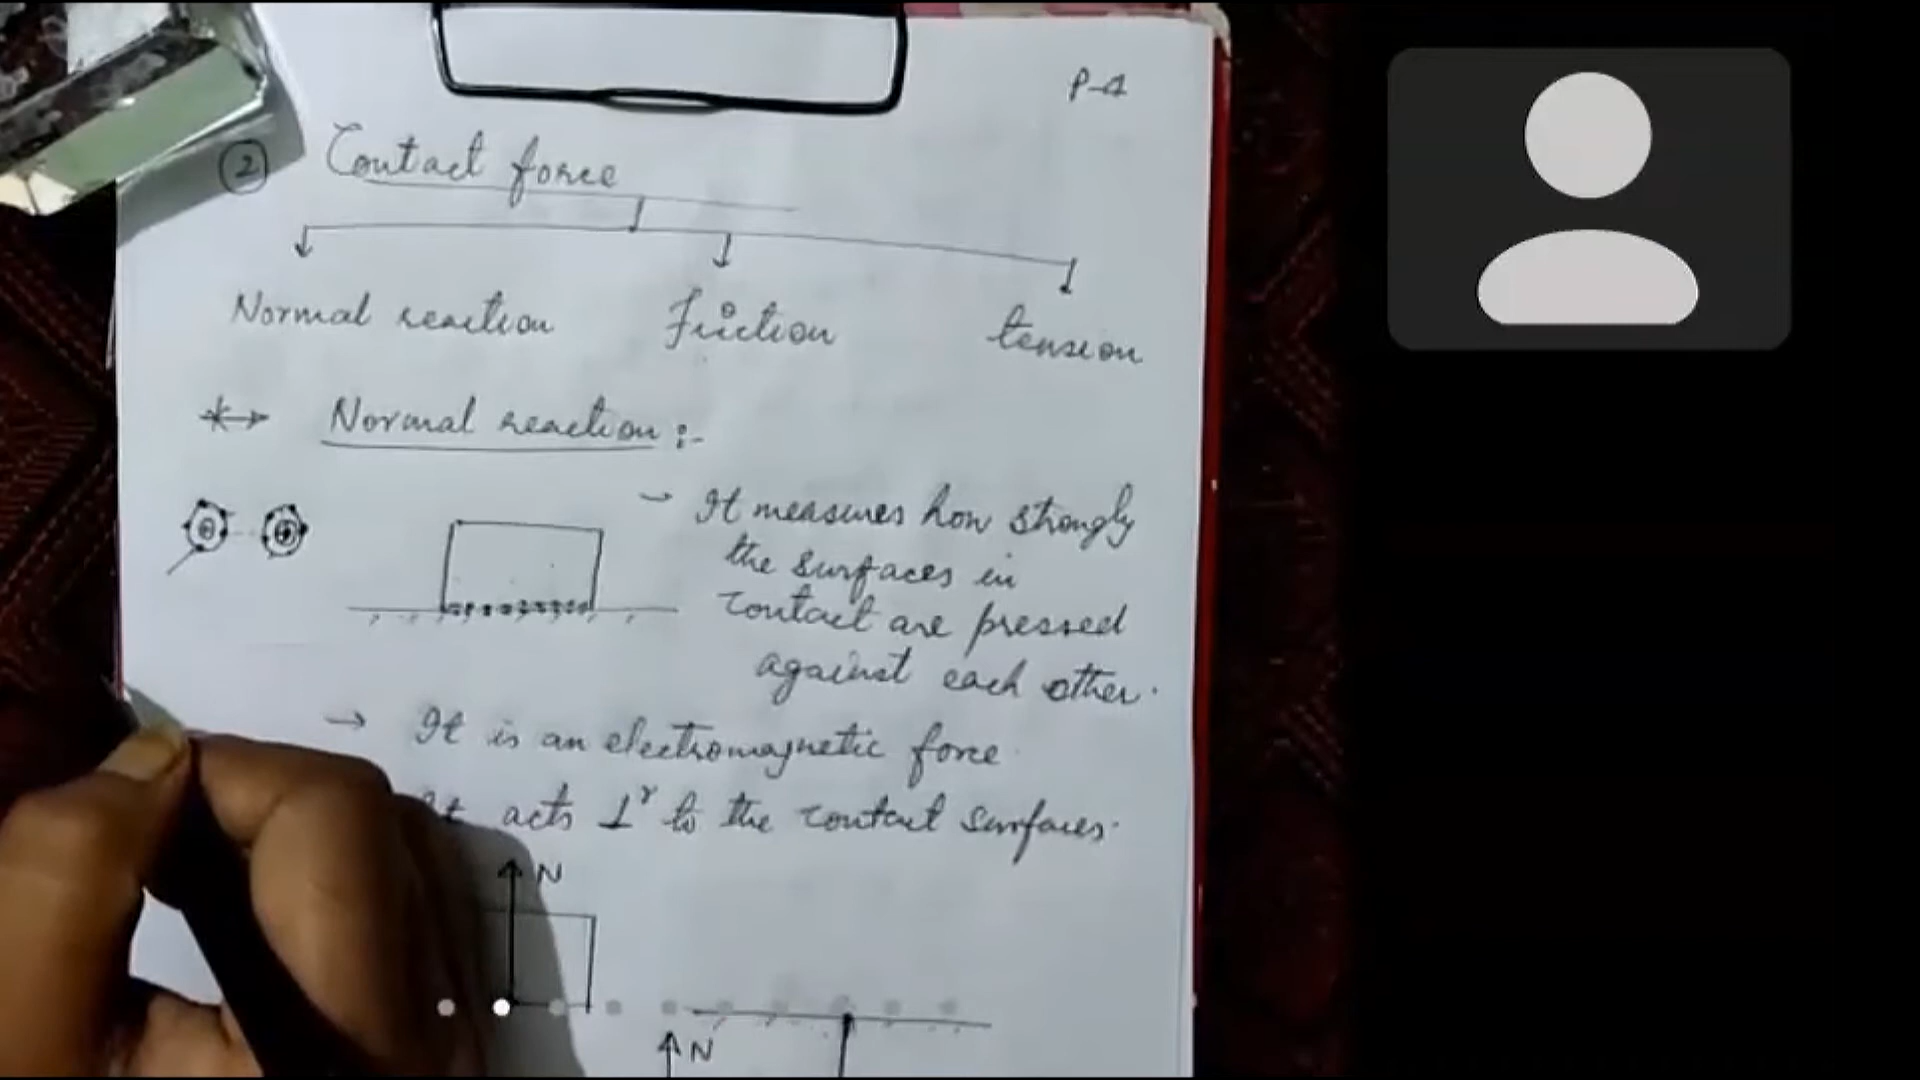 P-4
② Contact force
Normal reaction Friction tension
Normal reaction :-
→ It measures how strongly
the surfaces in
contact are pressed
against each other.
→ It is an electromagnetic force
It acts ⊥ʳ to the contact surfaces.
N
N